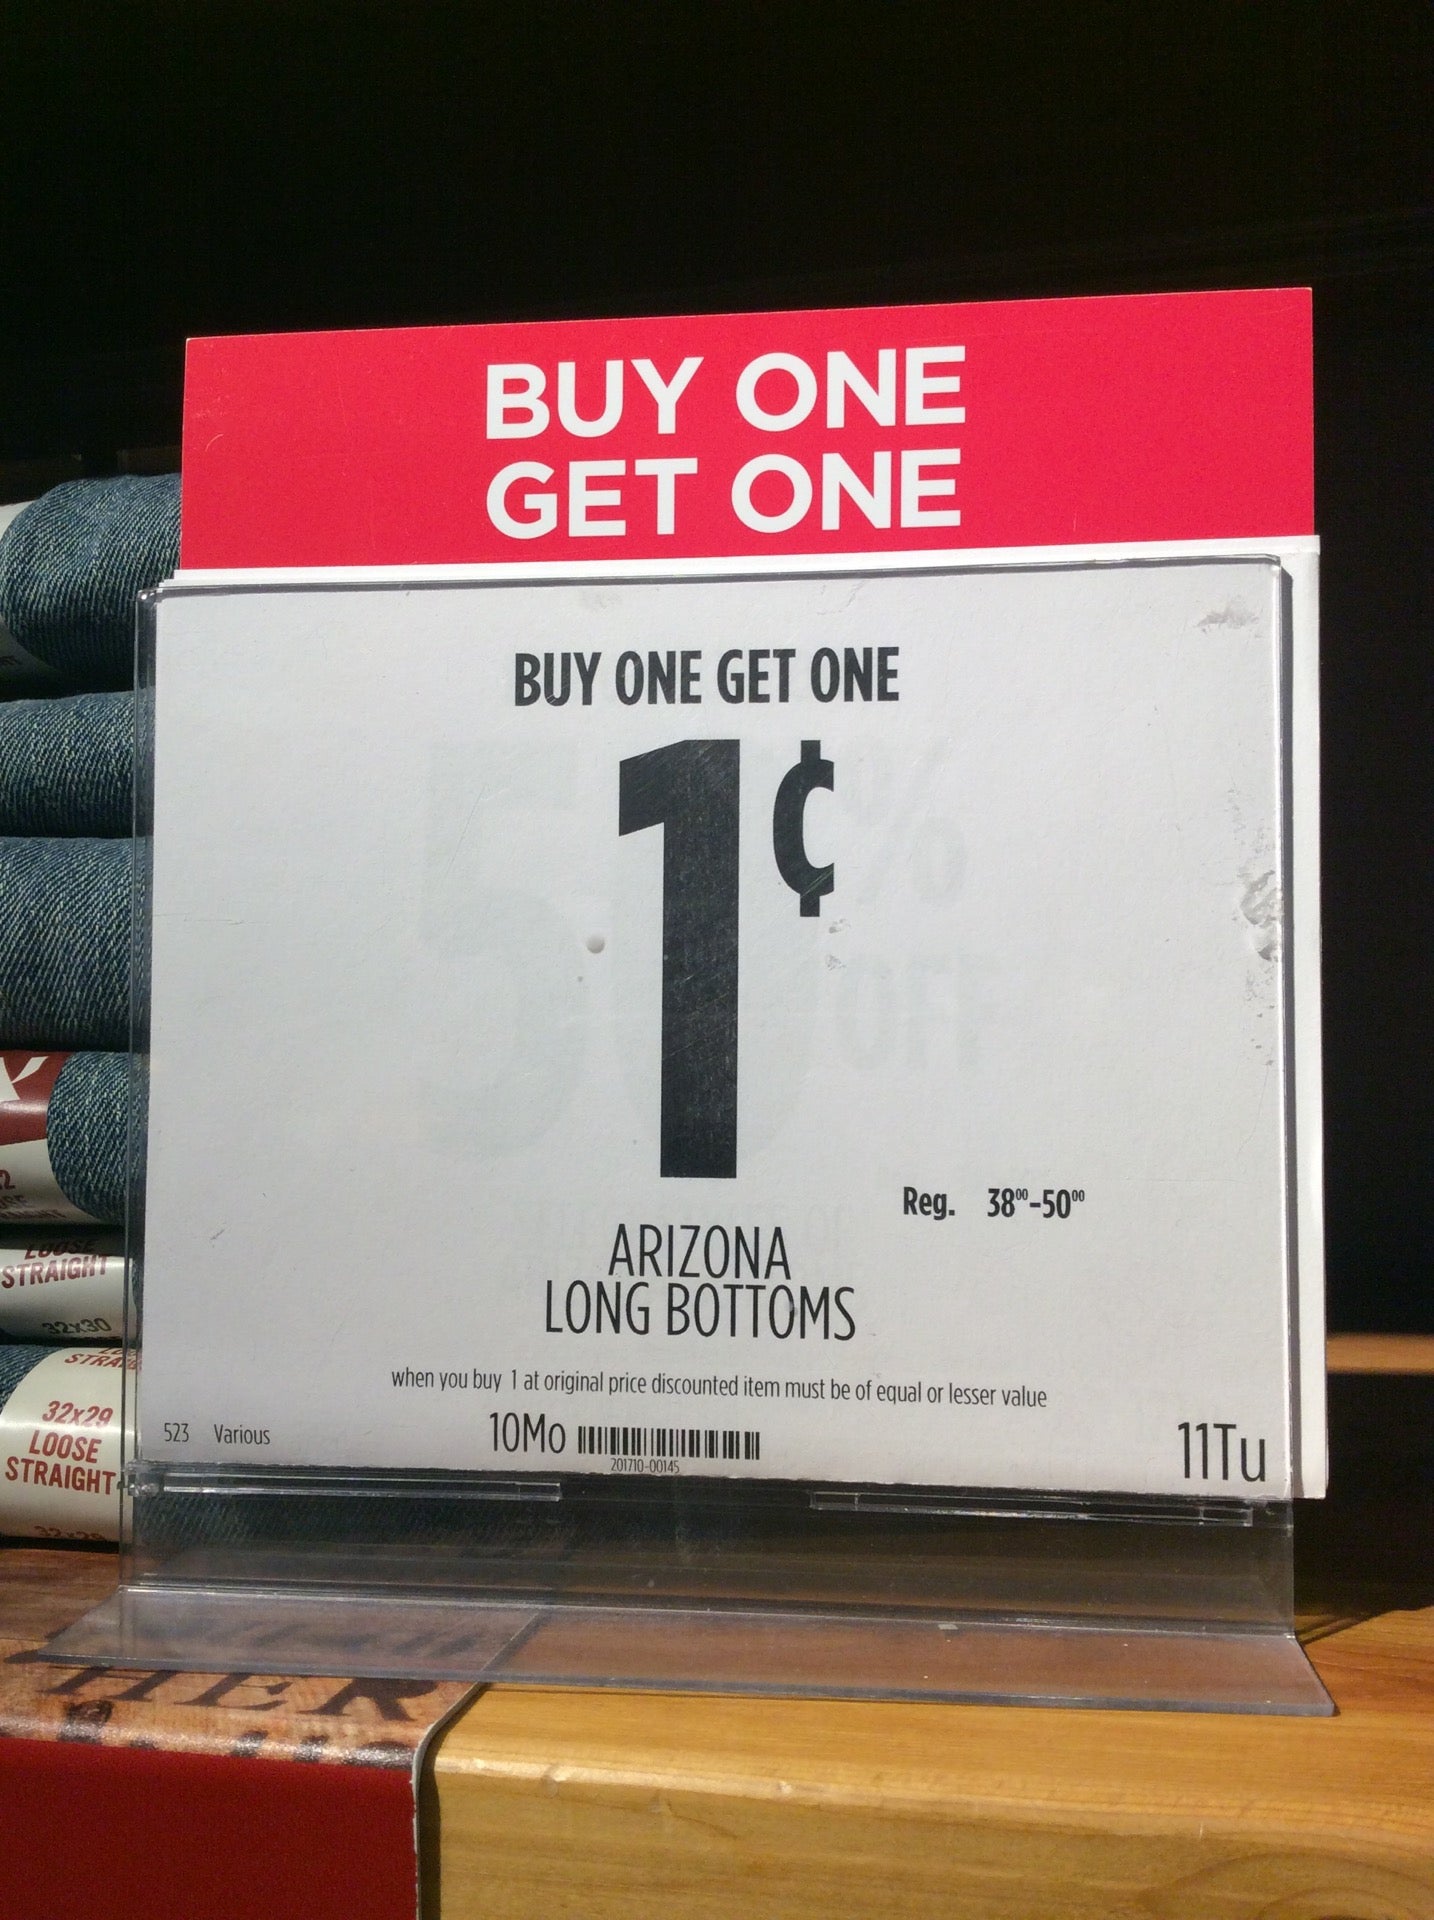 BUY ONE
GET ONE
BUY ONE GET ONE
1¢
Reg. 38⁰⁰-50⁰⁰
ARIZONA
LONG BOTTOMS
when you buy 1 at original price discounted item must be of equal or lesser value
523 Various 10Mo 11Tu
201710-00145
LOOSE
STRAIGHT
32x30
32x29
LOOSE
STRAIGHT
32x29